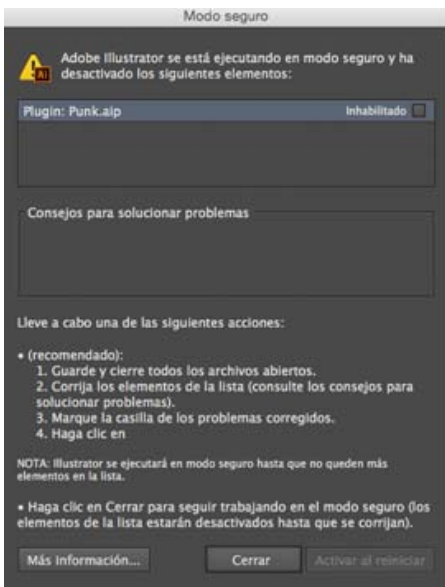 Modo seguro
Adobe Illustrator se está ejecutando en modo seguro y ha
desactivado los siguientes elementos:
Ai
Plugin: Punk.aip Inhabilitado
Consejos para solucionar problemas
Lleve a cabo una de las siguientes acciones:
• (recomendado):
1. Guarde y cierre todos los archivos abiertos.
2. Corrija los elementos de la lista (consulte los consejos para
solucionar problemas).
3. Marque la casilla de los problemas corregidos.
4. Haga clic en
NOTA: Illustrator se ejecutará en modo seguro hasta que no queden más
elementos en la lista.
• Haga clic en Cerrar para seguir trabajando en el modo seguro (los
elementos de la lista estarán desactivados hasta que se corrijan).
Más información... Cerrar Activar al reiniciar